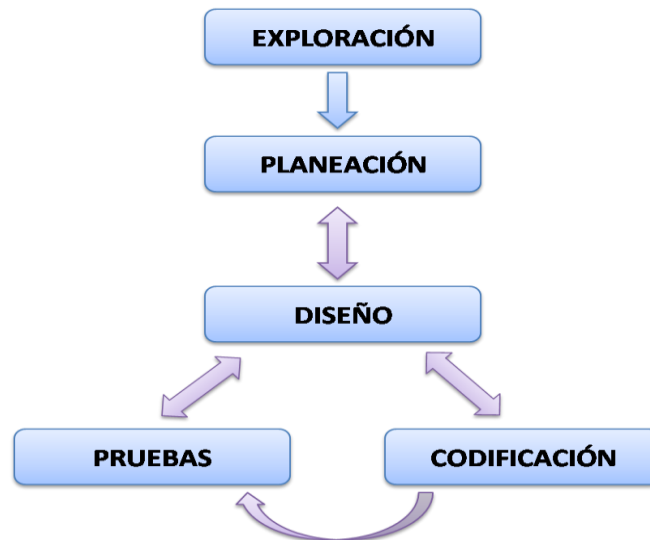 EXPLORACIÓN
PLANEACIÓN
DISEÑO
PRUEBAS
CODIFICACIÓN